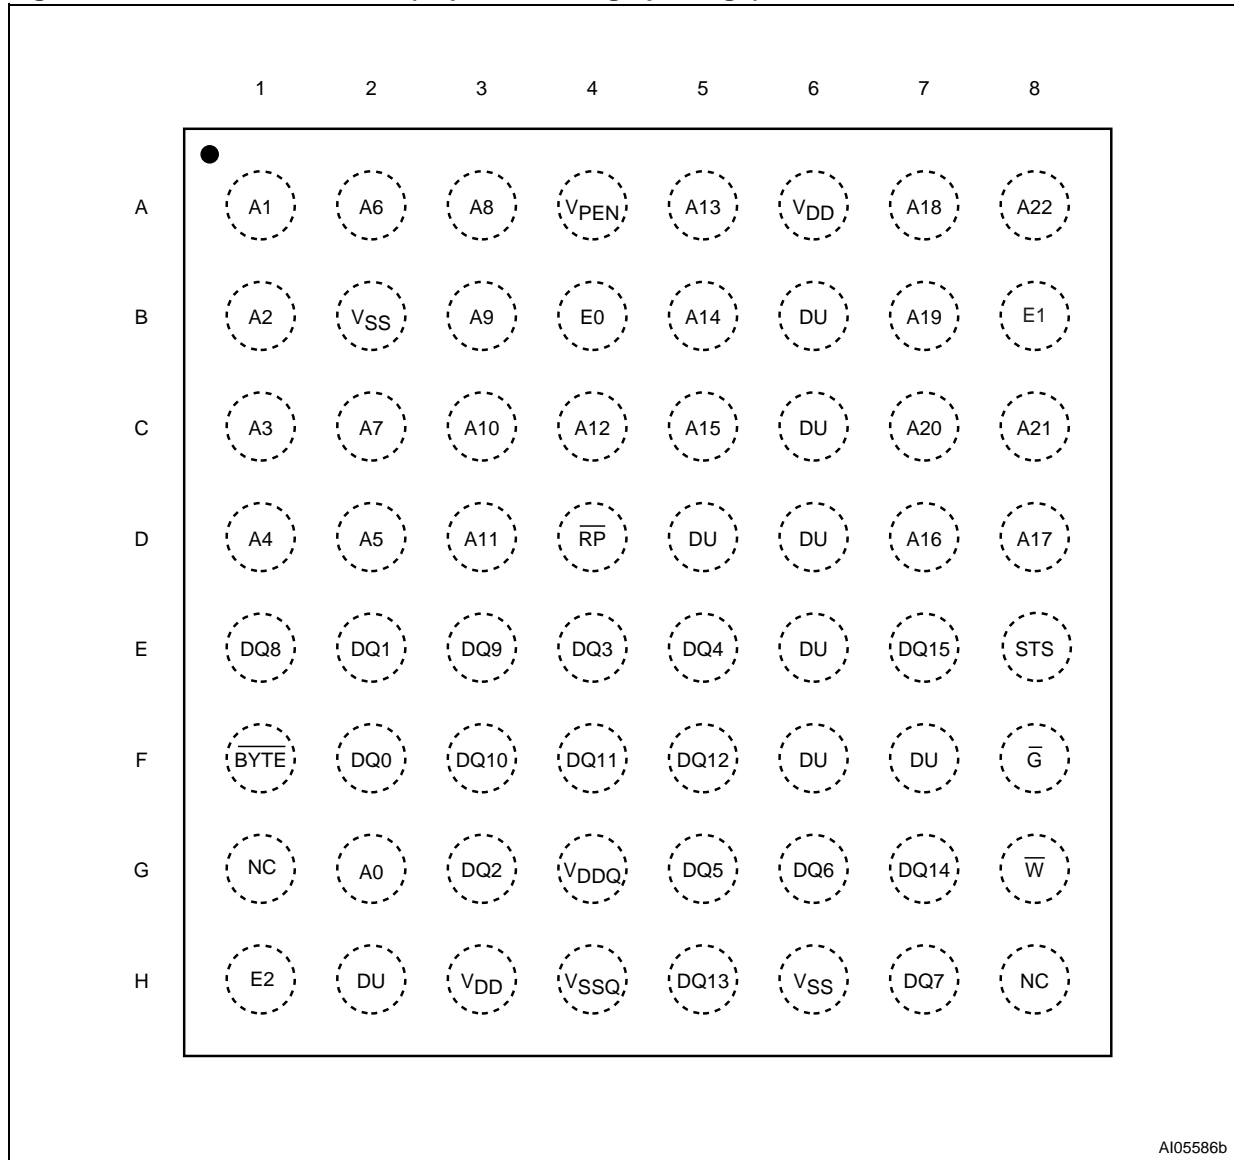 1 2 3 4 5 6 7 8
A A1 A6 A8 VPEN A13 VDD A18 A22
B A2 VSS A9 E0 A14 DU A19 E1
C A3 A7 A10 A12 A15 DU A20 A21
D A4 A5 A11 R̅P̅ DU DU A16 A17
E DQ8 DQ1 DQ9 DQ3 DQ4 DU DQ15 STS
F B̅Y̅T̅E̅ DQ0 DQ10 DQ11 DQ12 DU DU G̅
G NC A0 DQ2 VDDQ DQ5 DQ6 DQ14 W̅
H E2 DU VDD VSSQ DQ13 VSS DQ7 NC
AI05586b